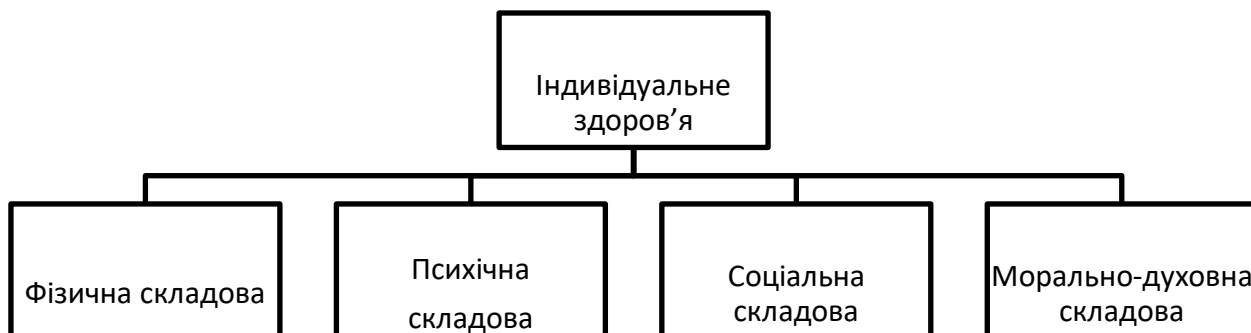 Індивідуальне
здоров’я
Фізична складова
Психічна
складова
Соціальна
складова
Морально-духовна
складова